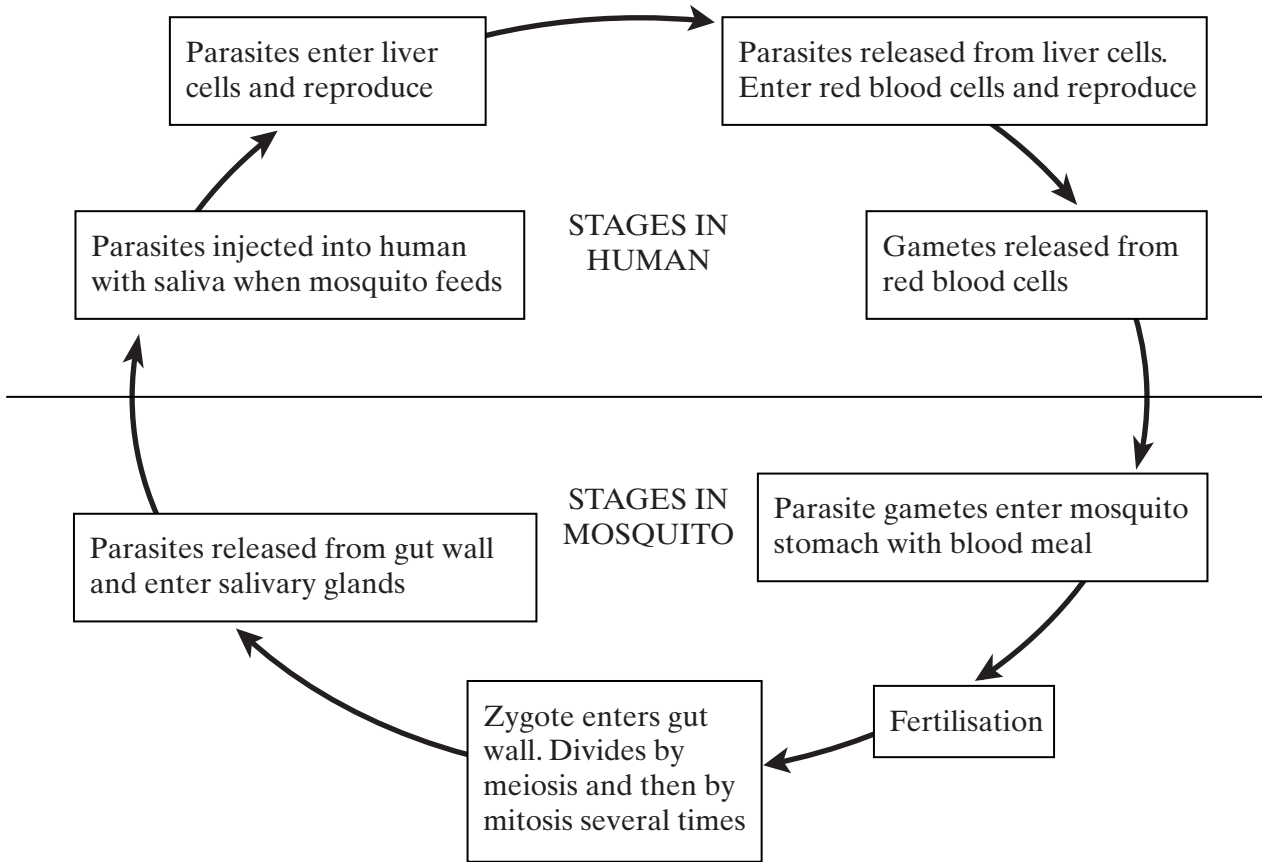 Parasites enter liver
cells and reproduce
Parasites released from liver cells.
Enter red blood cells and reproduce
Parasites injected into human
with saliva when mosquito feeds
STAGES IN
HUMAN
Gametes released from
red blood cells
Parasites released from gut wall
and enter salivary glands
STAGES IN
MOSQUITO
Parasite gametes enter mosquito
stomach with blood meal
Zygote enters gut
wall. Divides by
meiosis and then by
mitosis several times
Fertilisation